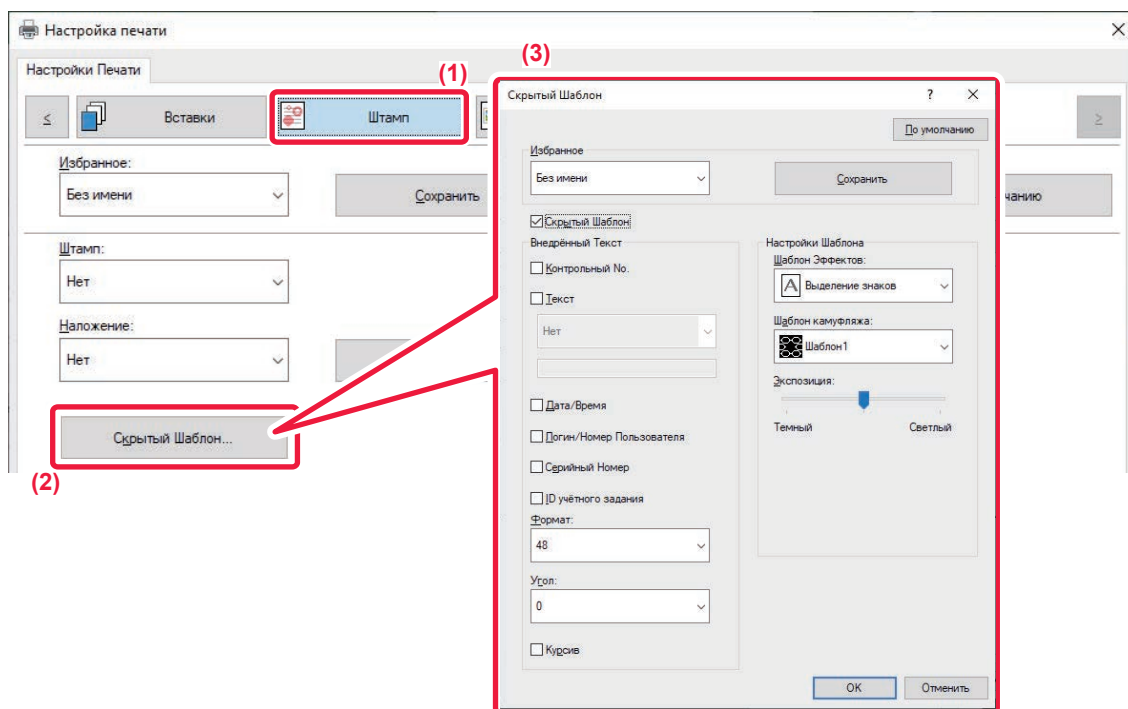 Настройка печати
Настройки Печати
(1)
<
Вставки
Штамп
>
Избранное:
Без имени
Сохранить
чанию
Штамп:
Нет
Наложение:
Нет
Скрытый Шаблон...
(2)
(3)
Скрытый Шаблон
?
По умолчанию
Избранное
Без имени
Сохранить
Скрытый Шаблон
Внедрённый Текст
Контрольный No.
Текст
Нет
Дата/Время
Логин/Номер Пользователя
Серийный Номер
ID учётного задания
Формат:
48
Угол:
0
Курсив
Настройки Шаблона
Шаблон Эффектов:
A Выделение знаков
Шаблон камуфляжа:
Шаблон1
Экспозиция:
Темный Светлый
OK
Отменить